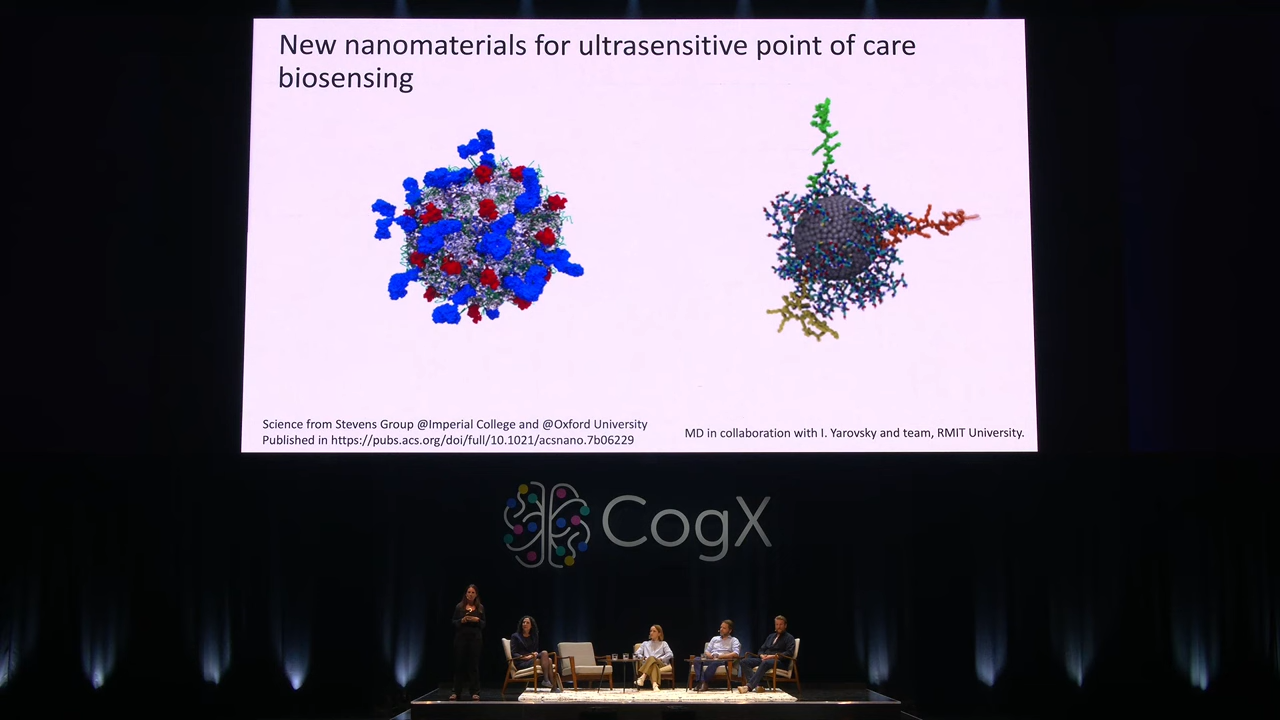 New nanomaterials for ultrasensitive point of care
biosensing
Science from Stevens Group @Imperial College and @Oxford University
Published in https://pubs.acs.org/doi/full/10.1021/acsnano.7b06229
MD in collaboration with I. Yarovsky and team, RMIT University.
CogX